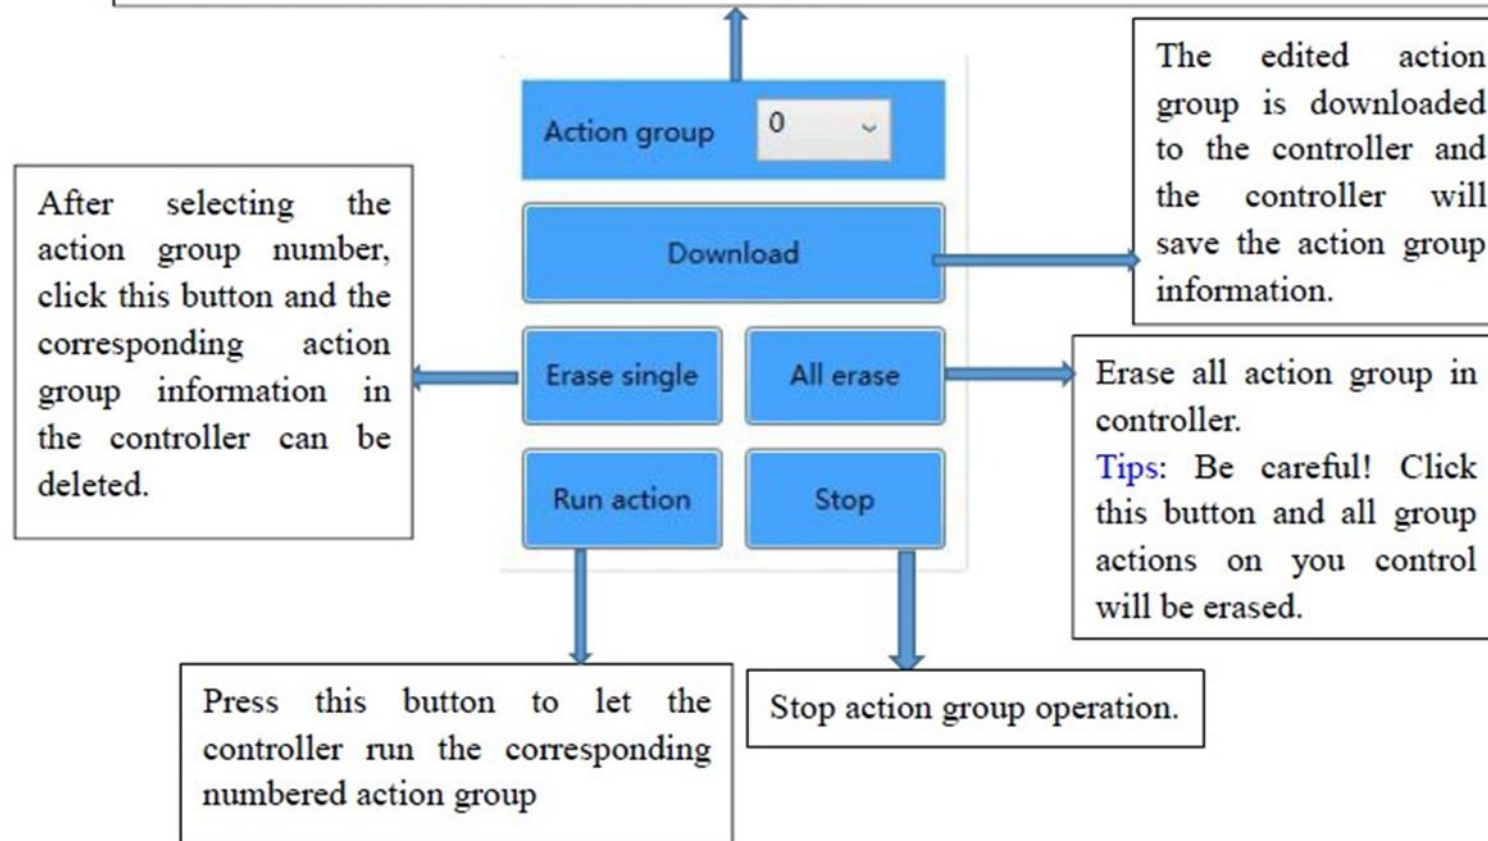 Action group 0
Download
Erase single
All erase
Run action
Stop
After selecting the
action group number,
click this button and the
corresponding action
group information in
the controller can be
deleted.
The edited action
group is downloaded
to the controller and
the controller will
save the action group
information.
Erase all action group in
controller.
Tips: Be careful! Click
this button and all group
actions on you control
will be erased.
Press this button to let the
controller run the corresponding
numbered action group
Stop action group operation.